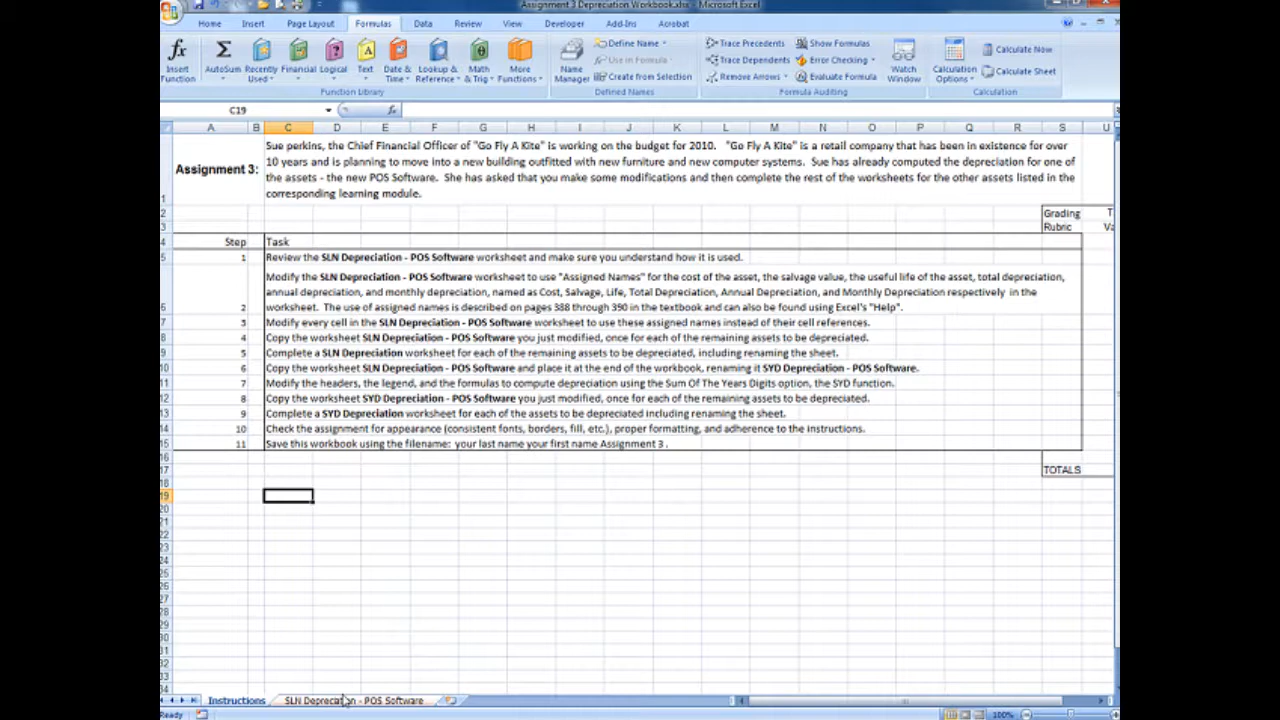 Assignment 3 Depreciation Workbook.xlsx - Microsoft Excel
Home Insert Page Layout Formulas Data Review View Developer Add-Ins Acrobat
Insert Function
AutoSum
Recently Used
Financial
Logical
Text
Date & Time
Lookup & Reference
Math & Trig
More Functions
Function Library
Name Manager
Define Name
Use in Formula
Create from Selection
Defined Names
Trace Precedents
Trace Dependents
Remove Arrows
Show Formulas
Error Checking
Evaluate Formula
Watch Window
Formula Auditing
Calculation Options
Calculate Now
Calculate Sheet
Calculation
C19 fx
A B C D E F G H I J K L M N O P Q R S U
Assignment 3:
Sue perkins, the Chief Financial Officer of "Go Fly A Kite" is working on the budget for 2010. "Go Fly A Kite" is a retail company that has been in existence for over
10 years and is planning to move into a new building outfitted with new furniture and new computer systems. Sue has already computed the depreciation for one of
the assets - the new POS Software. She has asked that you make some modifications and then complete the rest of the worksheets for the other assets listed in the
corresponding learning module.
Grading T
Rubric Va
Step Task
1 Review the SLN Depreciation - POS Software worksheet and make sure you understand how it is used.
Modify the SLN Depreciation - POS Software worksheet to use "Assigned Names" for the cost of the asset, the salvage value, the useful life of the asset, total depreciation,
annual depreciation, and monthly depreciation, named as Cost, Salvage, Life, Total Depreciation, Annual Depreciation, and Monthly Depreciation respectively in the
2 worksheet. The use of assigned names is described on pages 388 through 390 in the textbook and can also be found using Excel's "Help".
3 Modify every cell in the SLN Depreciation - POS Software worksheet to use these assigned names instead of their cell references.
4 Copy the worksheet SLN Depreciation - POS Software you just modified, once for each of the remaining assets to be depreciated.
5 Complete a SLN Depreciation worksheet for each of the remaining assets to be depreciated, including renaming the sheet.
6 Copy the worksheet SLN Depreciation - POS Software and place it at the end of the workbook, renaming it SYD Depreciation - POS Software.
7 Modify the headers, the legend, and the formulas to compute depreciation using the Sum Of The Years Digits option, the SYD function.
8 Copy the worksheet SYD Depreciation - POS Software you just modified, once for each of the remaining assets to be depreciated.
9 Complete a SYD Depreciation worksheet for each of the assets to be depreciated including renaming the sheet.
10 Check the assignment for appearance (consistent fonts, borders, fill, etc.), proper formatting, and adherence to the instructions.
11 Save this workbook using the filename: your last name your first name Assignment 3 .
TOTALS
Instructions SLN Depreciation - POS Software
Ready 100%